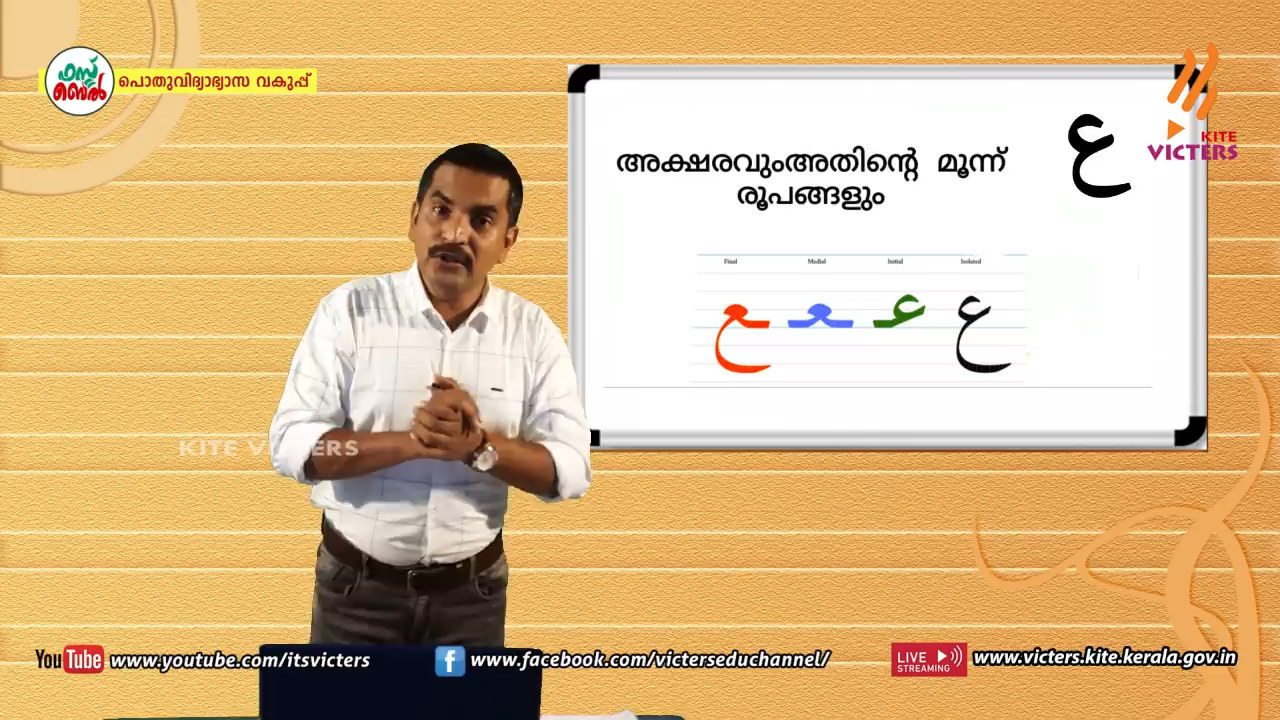 ഫസ്റ്റ്
ബെൽ
പൊതുവിദ്യാഭ്യാസ വകുപ്പ്
KITE
VICTERS
ع
അക്ഷരവുംഅതിന്റെ മൂന്ന്
രൂപങ്ങളും
Final Medial Initial Isolated
ـع ـعـ عـ ع
KITE VICTERS
YouTube www.youtube.com/itsvicters
f www.facebook.com/victerseduchannel/
LIVE
STREAMING
www.victers.kite.kerala.gov.in